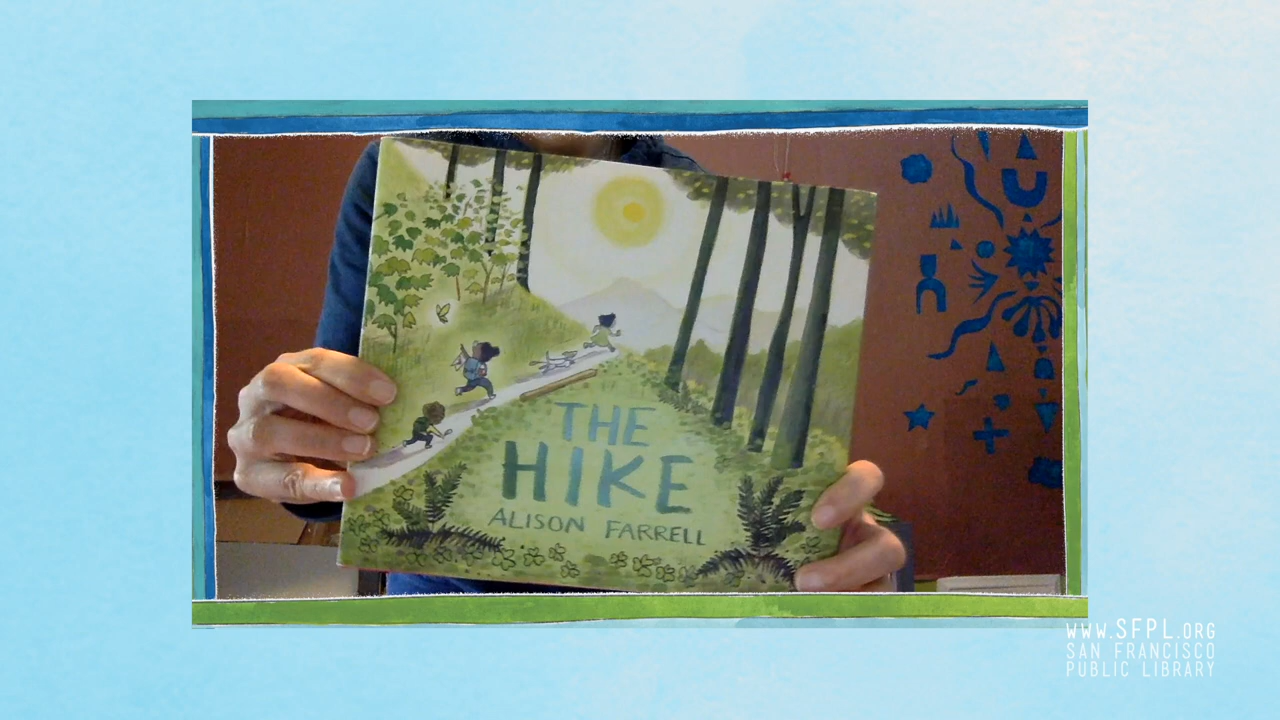 THE
HIKE
ALISON FARRELL
WWW.SFPL.ORG
SAN FRANCISCO
PUBLIC LIBRARY